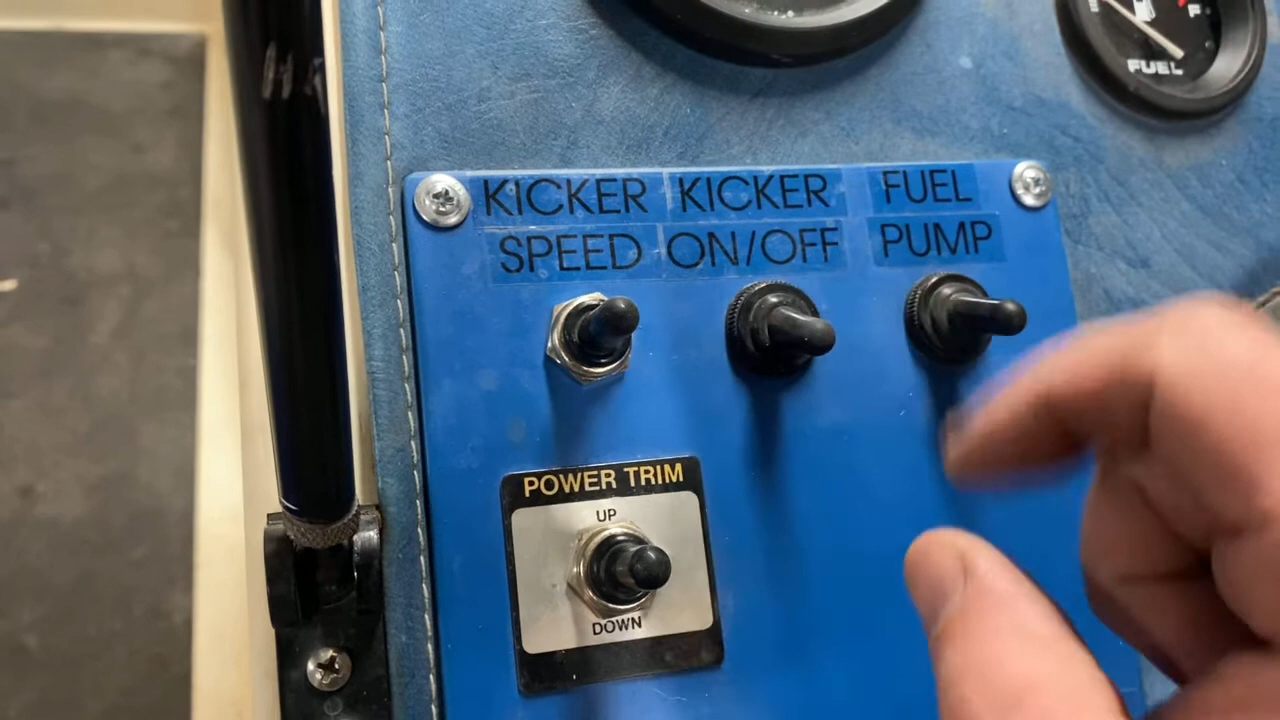 F
FUEL
KICKER KICKER FUEL
SPEED ON/OFF PUMP
POWER TRIM
UP
DOWN